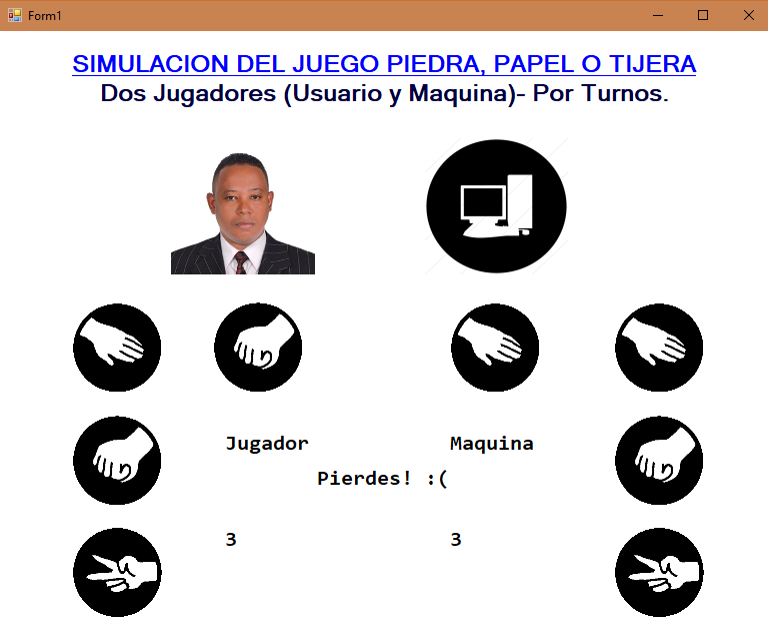 Form1
SIMULACION DEL JUEGO PIEDRA, PAPEL O TIJERA
Dos Jugadores (Usuario y Maquina)- Por Turnos.
Jugador Maquina
Pierdes! :(
3 3